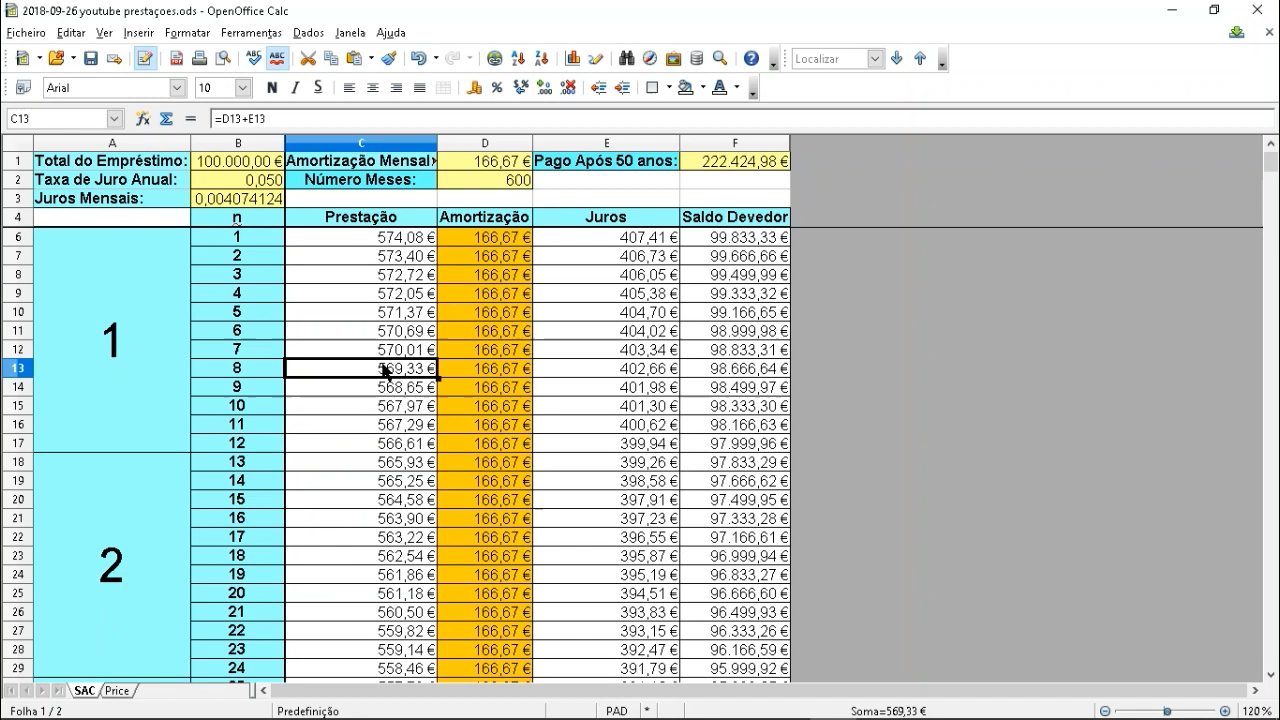 2018-09-26 youtube prestaçoes.ods - OpenOffice Calc
Ficheiro Editar Ver Inserir Formatar Ferramentas Dados Janela Ajuda
Localizar
Arial 10 N I S
C13 =D13+E13
A B C D E F
1 Total do Empréstimo: 100.000,00 € Amortização Mensal 166,67 € Pago Após 50 anos: 222.424,98 €
2 Taxa de Juro Anual: 0,050 Número Meses: 600
3 Juros Mensais: 0,004074124
4 n Prestação Amortização Juros Saldo Devedor
6 1 574,08 € 166,67 € 407,41 € 99.833,33 €
7 2 573,40 € 166,67 € 406,73 € 99.666,66 €
8 3 572,72 € 166,67 € 406,05 € 99.499,99 €
9 4 572,05 € 166,67 € 405,38 € 99.333,32 €
10 5 571,37 € 166,67 € 404,70 € 99.166,65 €
11 1 6 570,69 € 166,67 € 404,02 € 98.999,98 €
12 7 570,01 € 166,67 € 403,34 € 98.833,31 €
13 8 569,33 € 166,67 € 402,66 € 98.666,64 €
14 9 568,65 € 166,67 € 401,98 € 98.499,97 €
15 10 567,97 € 166,67 € 401,30 € 98.333,30 €
16 11 567,29 € 166,67 € 400,62 € 98.166,63 €
17 12 566,61 € 166,67 € 399,94 € 97.999,96 €
18 13 565,93 € 166,67 € 399,26 € 97.833,29 €
19 14 565,25 € 166,67 € 398,58 € 97.666,62 €
20 15 564,58 € 166,67 € 397,91 € 97.499,95 €
21 16 563,90 € 166,67 € 397,23 € 97.333,28 €
22 17 563,22 € 166,67 € 396,55 € 97.166,61 €
23 2 18 562,54 € 166,67 € 395,87 € 96.999,94 €
24 19 561,86 € 166,67 € 395,19 € 96.833,27 €
25 20 561,18 € 166,67 € 394,51 € 96.666,60 €
26 21 560,50 € 166,67 € 393,83 € 96.499,93 €
27 22 559,82 € 166,67 € 393,15 € 96.333,26 €
28 23 559,14 € 166,67 € 392,47 € 96.166,59 €
29 24 558,46 € 166,67 € 391,79 € 95.999,92 €
SAC Price
Folha 1 / 2 Predefinição PAD * Soma=569,33 € 120%